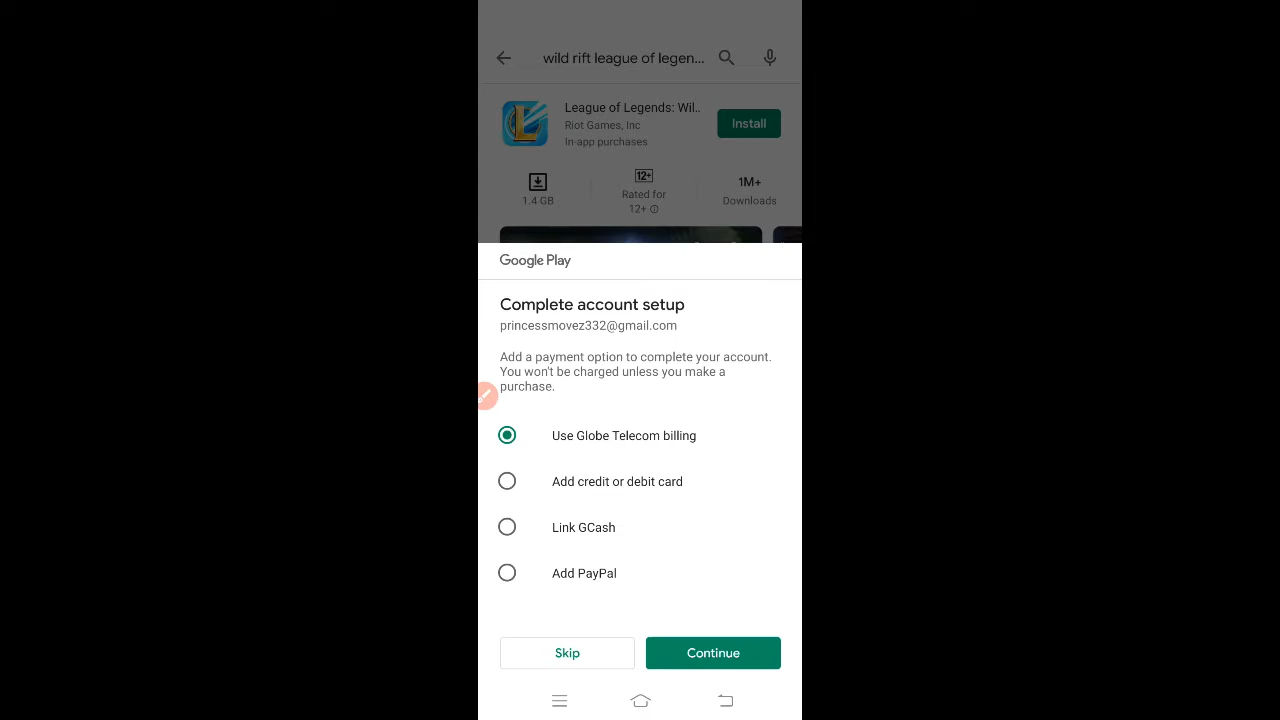 wild rift league of legen...
League of Legends: Wil..
Riot Games, Inc
In-app purchases
Install
1.4 GB
12+
Rated for
12+
1M+
Downloads
Google Play
Complete account setup
princessmovez332@gmail.com
Add a payment option to complete your account.
You won't be charged unless you make a
purchase.
Use Globe Telecom billing
Add credit or debit card
Link GCash
Add PayPal
Skip
Continue